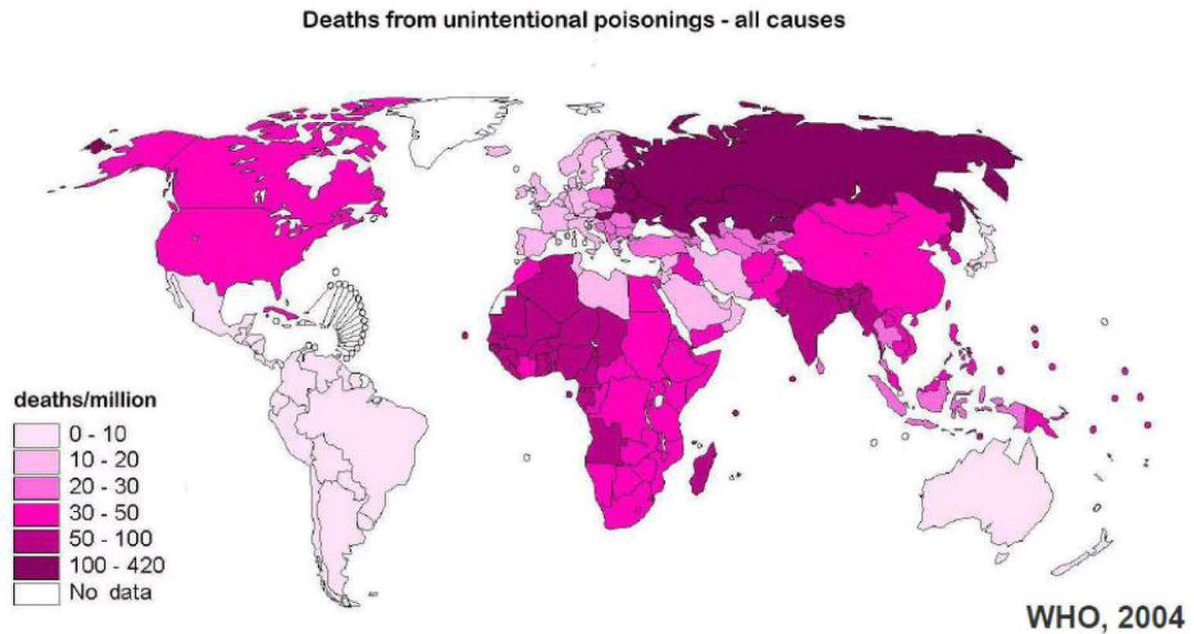 Deaths from unintentional poisonings - all causes
deaths/million
0 - 10
10 - 20
20 - 30
30 - 50
50 - 100
100 - 420
No data
WHO, 2004